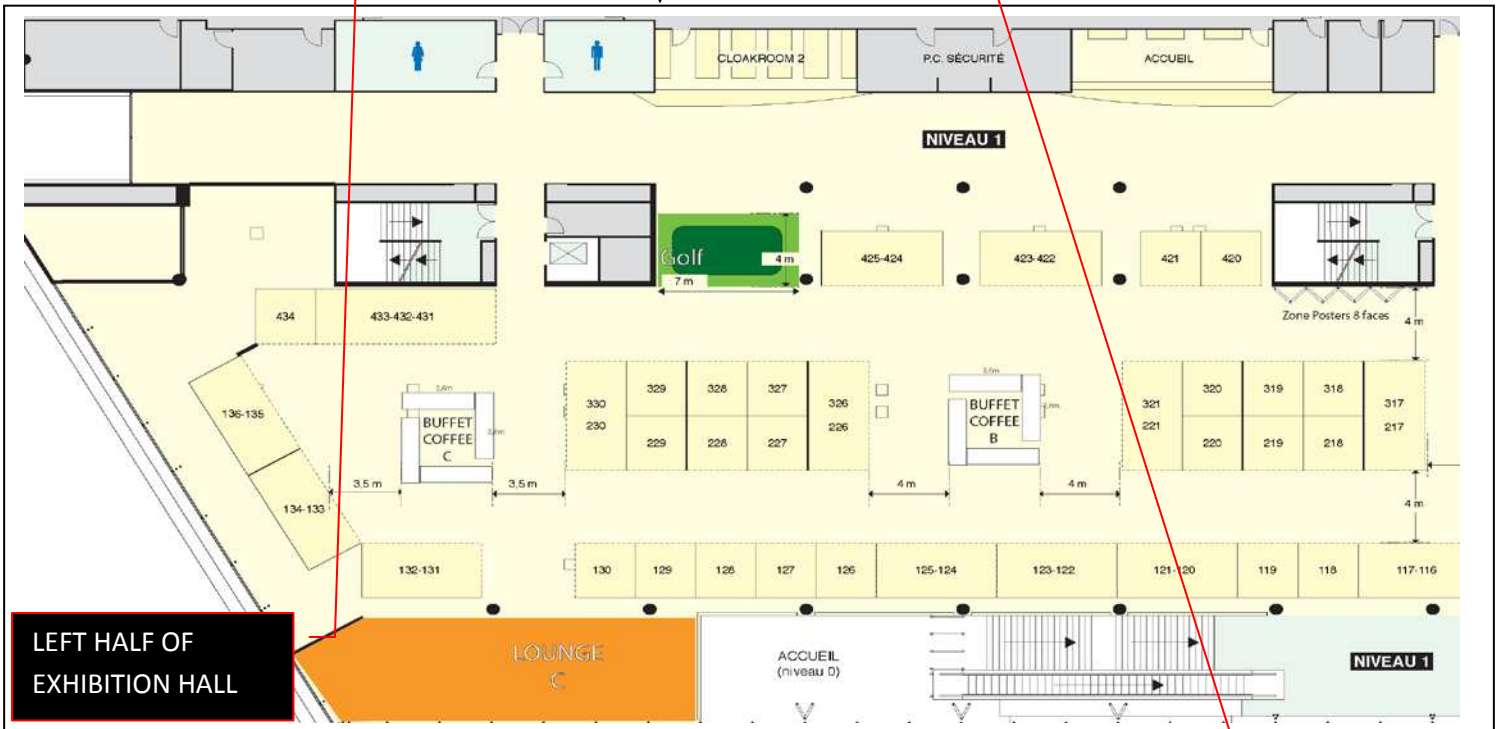 CLOAKROOM 2
P.C. SÉCURITÉ
ACCUEIL
NIVEAU 1
Golf
4 m
7 m
425-424
423-422
421
420
Zone Posters 8 faces
4 m
434
433-432-431
136-135
134-133
3,6m
BUFFET
COFFEE
C
3,5 m
3,5 m
330
230
329
328
327
229
228
227
326
226
3,6m
BUFFET
COFFEE
B
4 m
4 m
321
221
320
319
318
220
219
218
317
217
4 m
132-131
130
129
128
127
126
125-124
123-122
121-120
119
118
117-116
LEFT HALF OF
EXHIBITION HALL
LOUNGE
C
ACCUEIL
(niveau 0)
NIVEAU 1